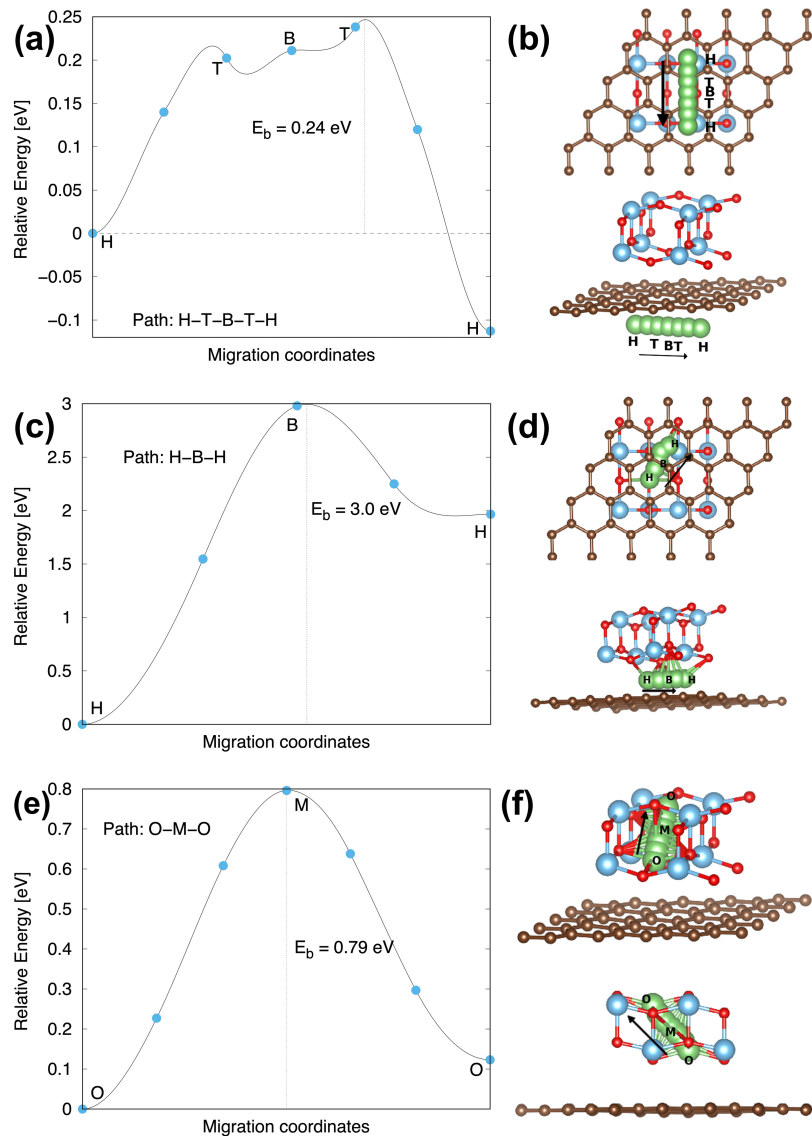 (a)
0.25
0.2
0.15
0.1
0.05
0
−0.05
−0.1
Relative Energy [eV]
H
T
B
T
H
E_b = 0.24 eV
Path: H−T−B−T−H
Migration coordinates
(b)
H
T
B
T
H
H T BT H
(c)
3
2.5
2
1.5
1
0.5
0
Relative Energy [eV]
H
B
H
Path: H−B−H
E_b = 3.0 eV
Migration coordinates
(d)
H
B
H
H B H
(e)
0.8
0.7
0.6
0.5
0.4
0.3
0.2
0.1
0
Relative Energy [eV]
O
M
O
Path: O−M−O
E_b = 0.79 eV
Migration coordinates
(f)
O
M
O
O
M
O